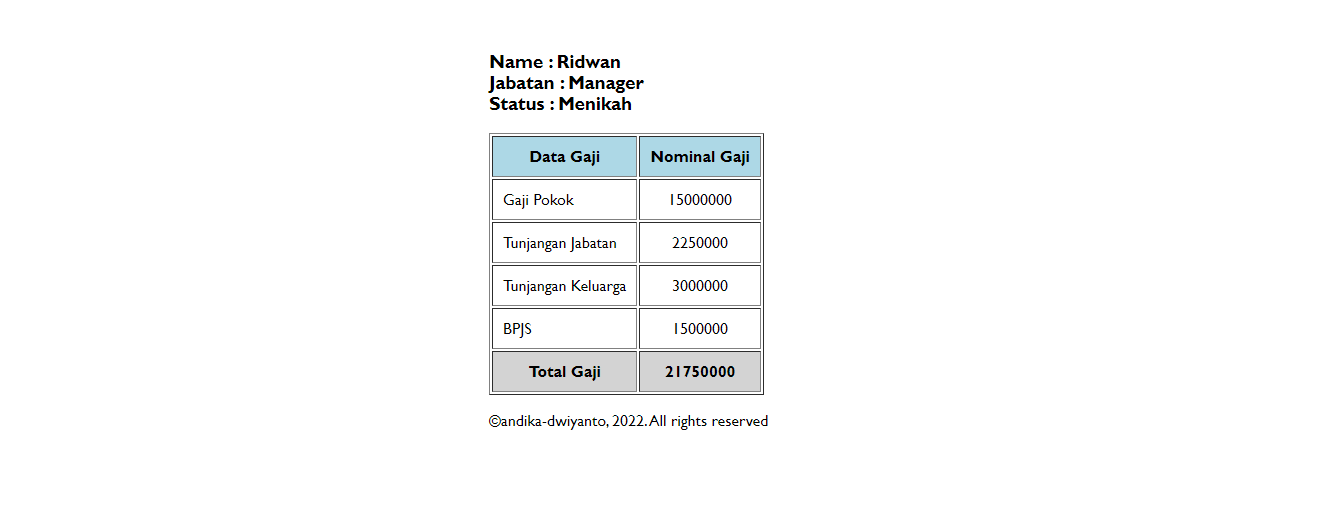 Name : Ridwan
Jabatan : Manager
Status : Menikah
Data Gaji Nominal Gaji
Gaji Pokok 15000000
Tunjangan Jabatan 2250000
Tunjangan Keluarga 3000000
BPJS 1500000
Total Gaji 21750000
©andika-dwiyanto, 2022. All rights reserved